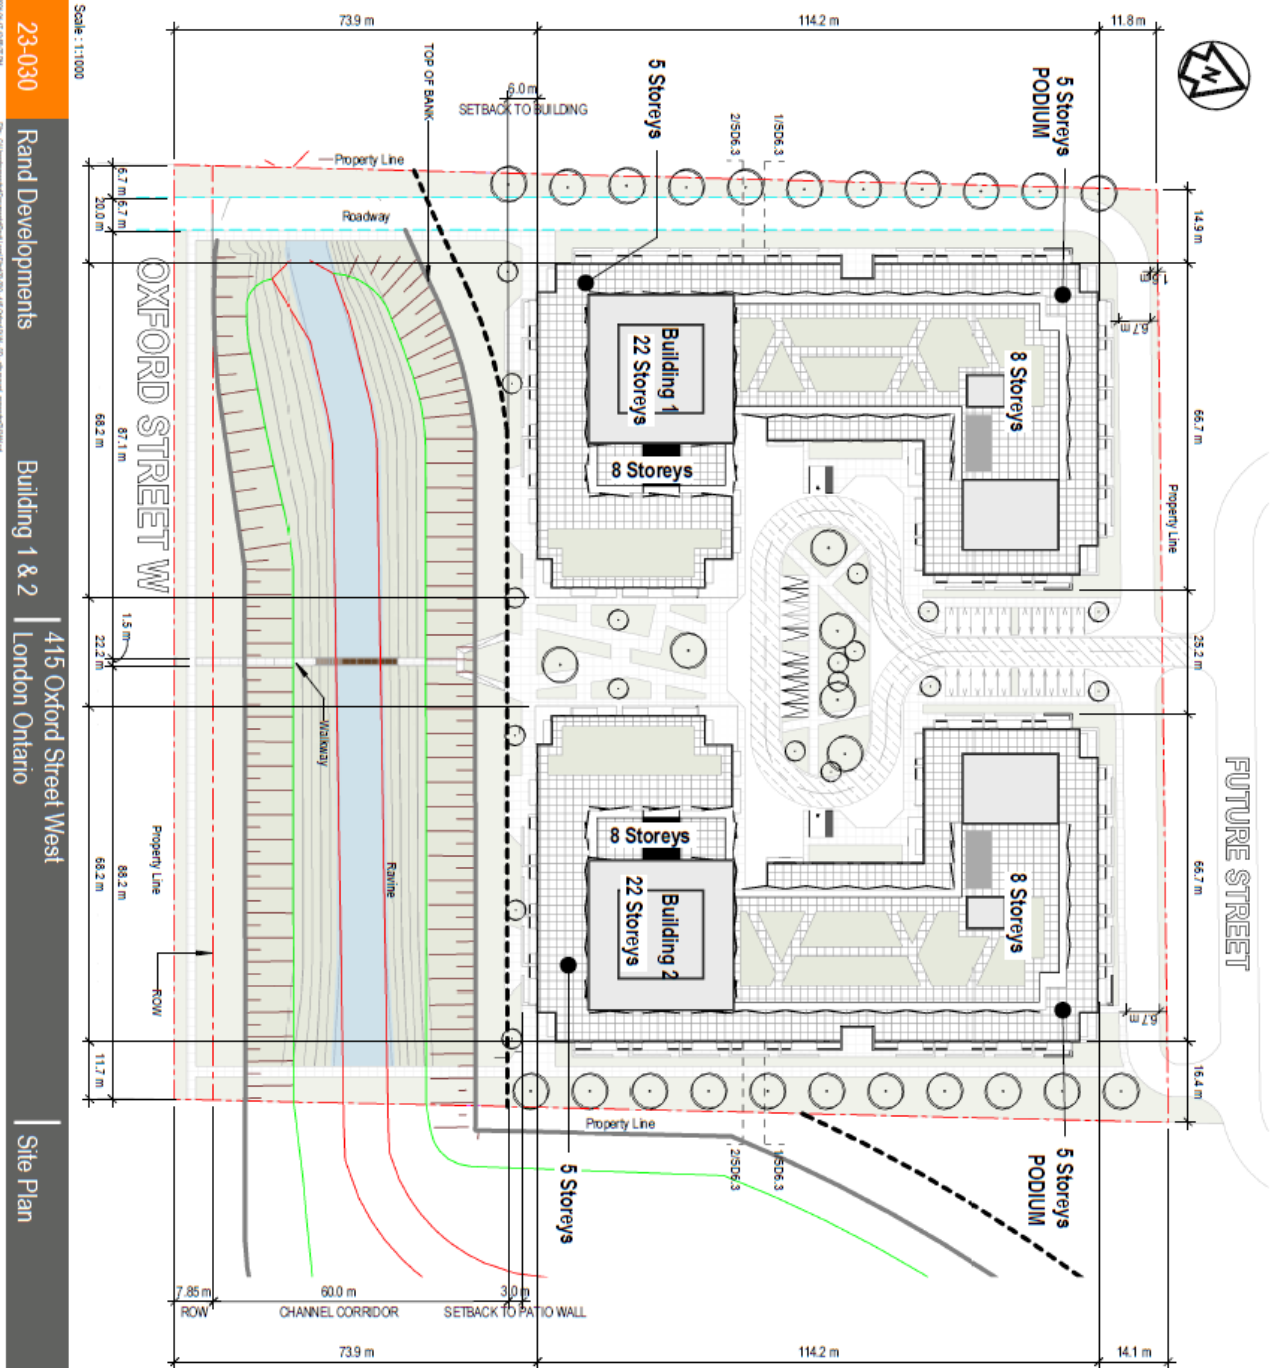 73.9 m
114.2 m
11.8 m
Scale : 1:1000
N
TOP OF BANK
6.0 m
SETBACK TO BUILDING
5 Storeys
5 Storeys
PODIUM
2/SD6.3
1/SD6.3
Property Line
Roadway
6.7 m
6.7 m
20.0 m
14.9 m
6.7 m
OXFORD STREET W
Building 1
22 Storeys
8 Storeys
8 Storeys
68.2 m
87.1 m
66.7 m
Property Line
1.5 m
22.2 m
25.2 m
Walkway
FUTURE STREET
Property Line
88.2 m
68.2 m
Ravine
8 Storeys
Building 2
22 Storeys
8 Storeys
66.7 m
ROW
6.7 m
11.7 m
16.4 m
Property Line
2/SD6.3
1/SD6.3
5 Storeys
5 Storeys
PODIUM
7.85 m
ROW
60.0 m
CHANNEL CORRIDOR
3.0 m
SETBACK TO PATIO WALL
73.9 m
114.2 m
14.1 m
23-030
Rand Developments
Building 1 & 2
415 Oxford Street West
London Ontario
Site Plan